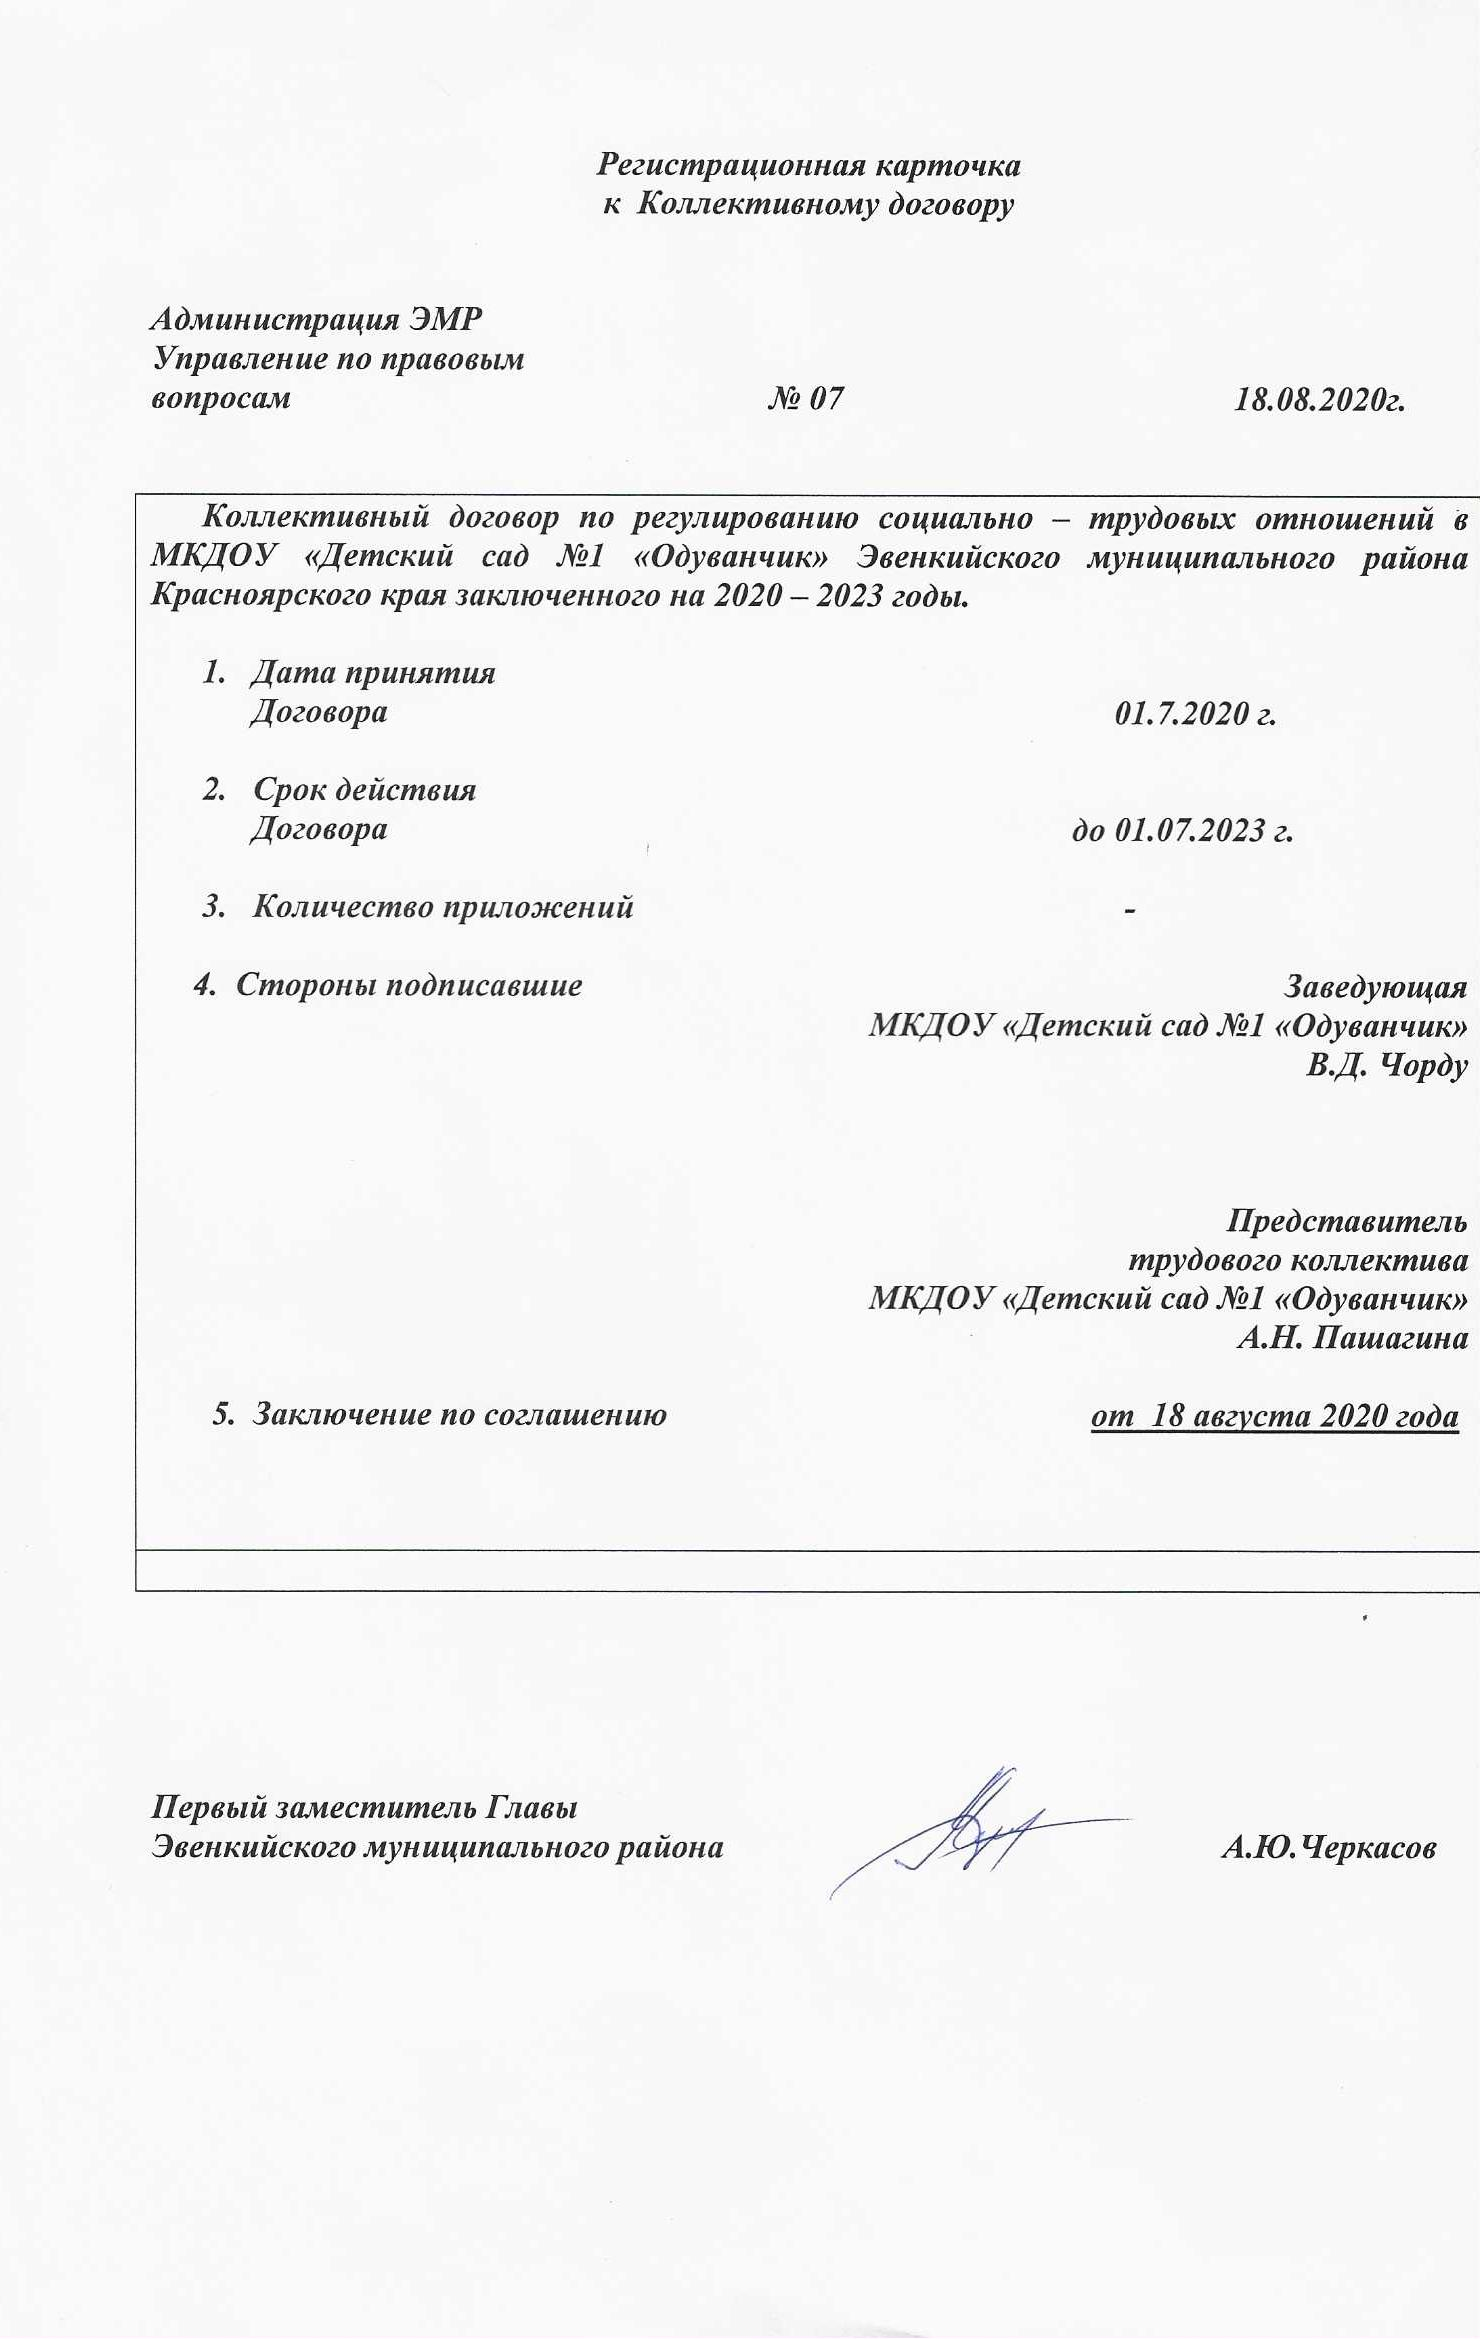 Регистрационная карточка
к Коллективному договору
Администрация ЭМР
Управление по правовым
вопросам № 07 18.08.2020г.
Коллективный договор по регулированию социально – трудовых отношений в
МКДОУ «Детский сад №1 «Одуванчик» Эвенкийского муниципального района
Красноярского края заключенного на 2020 – 2023 годы.
1. Дата принятия
Договора 01.7.2020 г.
2. Срок действия
Договора до 01.07.2023 г.
3. Количество приложений -
4. Стороны подписавшие Заведующая
МКДОУ «Детский сад №1 «Одуванчик»
В.Д. Чорду
Представитель
трудового коллектива
МКДОУ «Детский сад №1 «Одуванчик»
А.Н. Пашагина
5. Заключение по соглашению от 18 августа 2020 года
Первый заместитель Главы
Эвенкийского муниципального района А.Ю.Черкасов